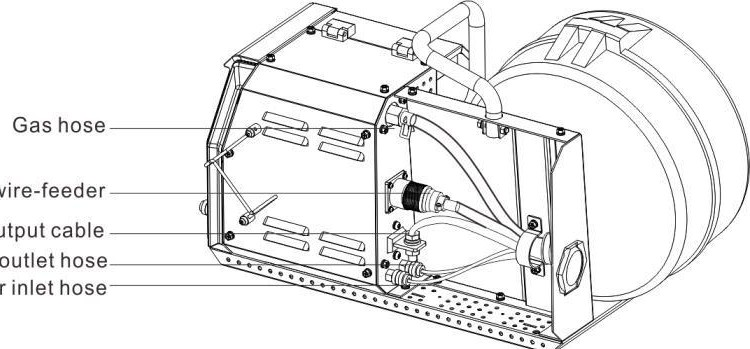 Gas hose
wire-feeder
utput cable
outlet hose
r inlet hose